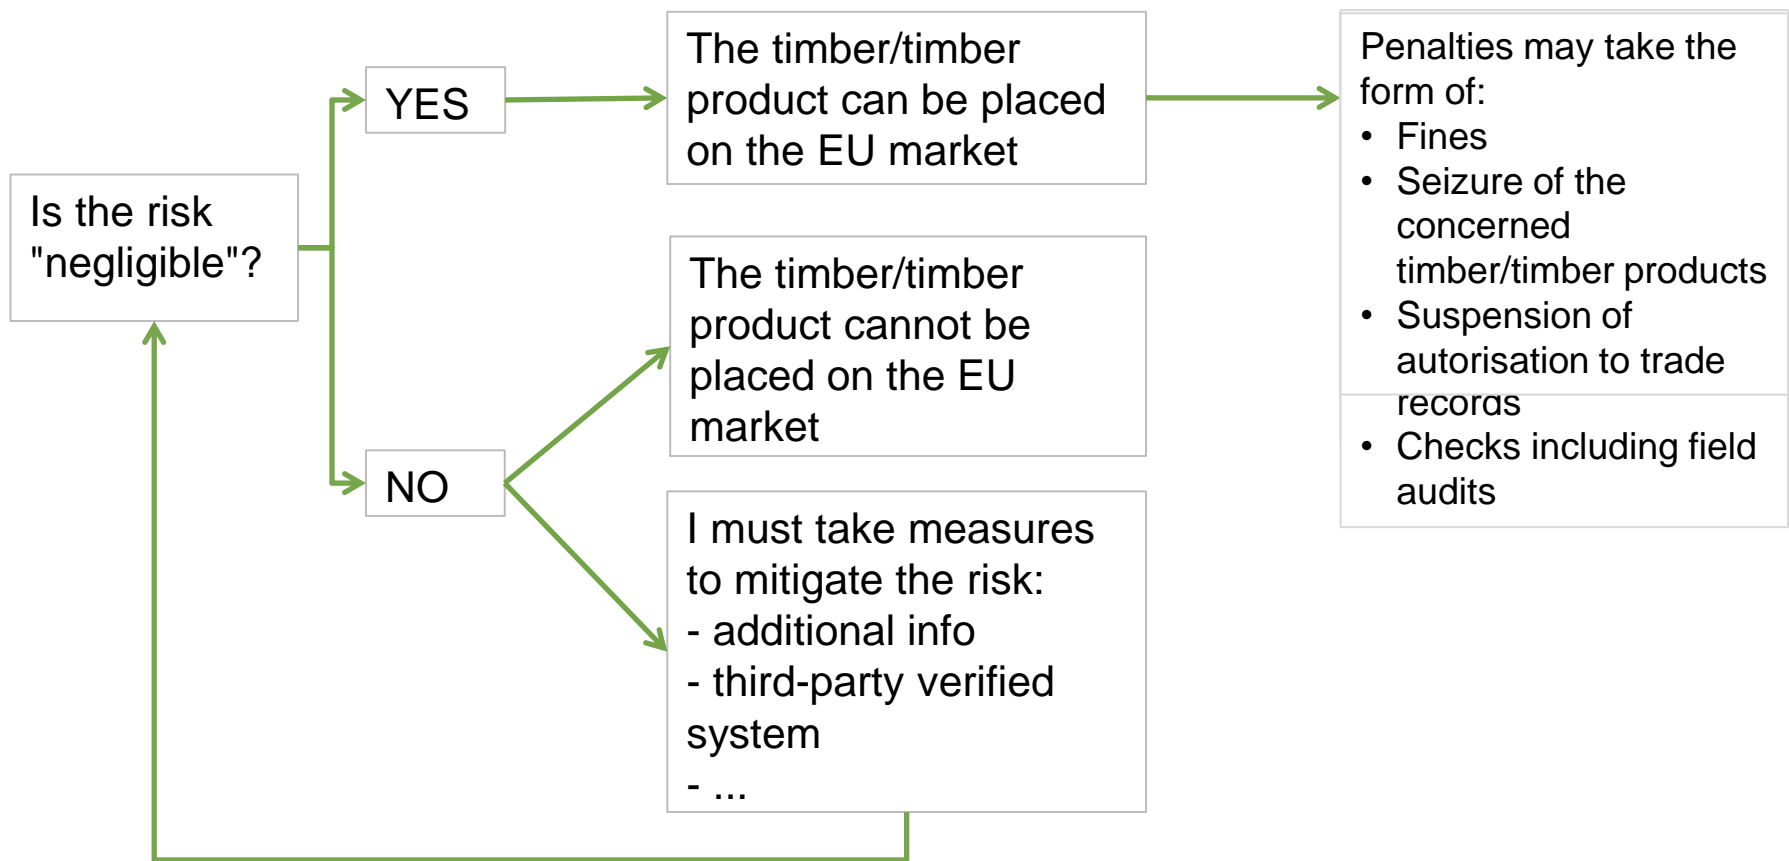 Is the risk
"negligible"?
YES
NO
The timber/timber
product can be placed
on the EU market
The timber/timber
product cannot be
placed on the EU
market
I must take measures
to mitigate the risk:
- additional info
- third-party verified
system
- ...
Penalties may take the
form of:
• Fines
• Seizure of the
concerned
timber/timber products
• Suspension of
autorisation to trade
records
• Checks including field
audits